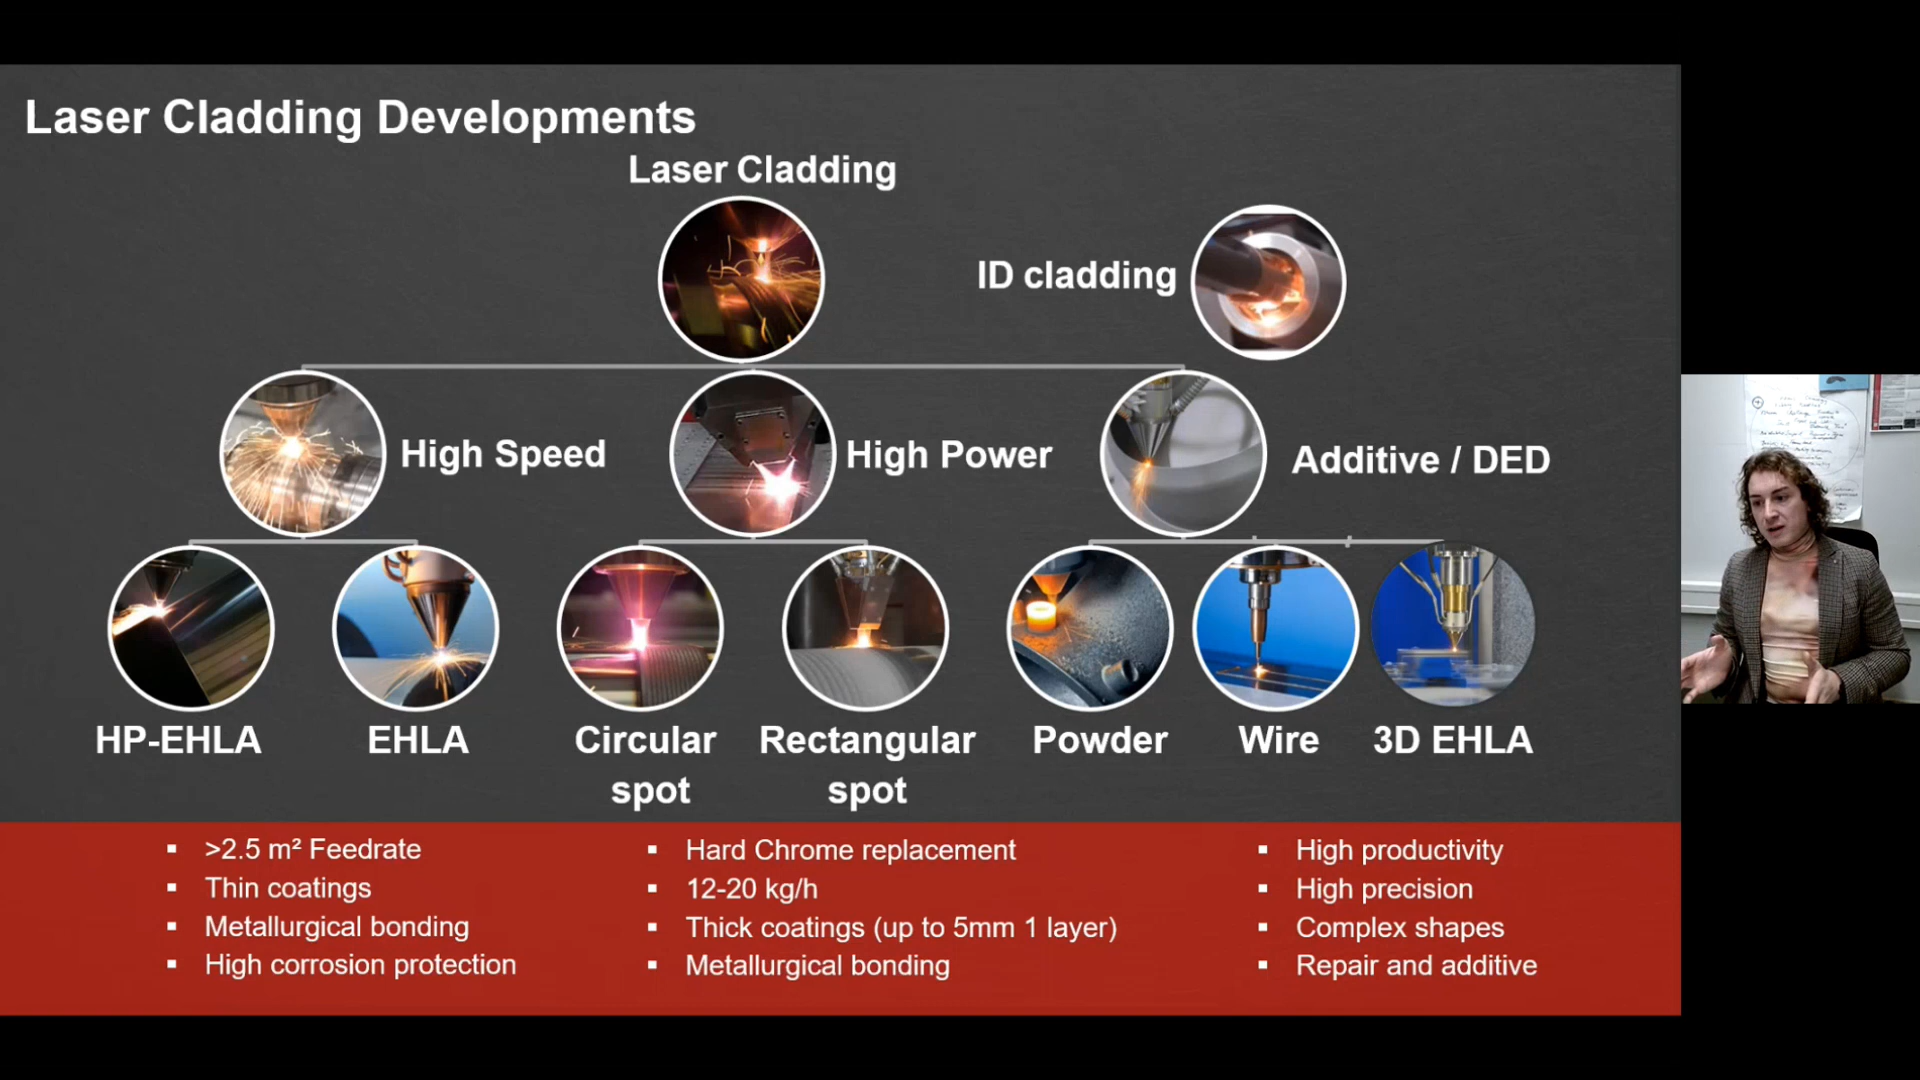 Laser Cladding Developments
Laser Cladding
ID cladding
High Speed
High Power
Additive / DED
HP-EHLA
EHLA
Circular
spot
Rectangular
spot
Powder
Wire
3D EHLA
▪ >2.5 m² Feedrate
▪ Thin coatings
▪ Metallurgical bonding
▪ High corrosion protection
▪ Hard Chrome replacement
▪ 12-20 kg/h
▪ Thick coatings (up to 5mm 1 layer)
▪ Metallurgical bonding
▪ High productivity
▪ High precision
▪ Complex shapes
▪ Repair and additive